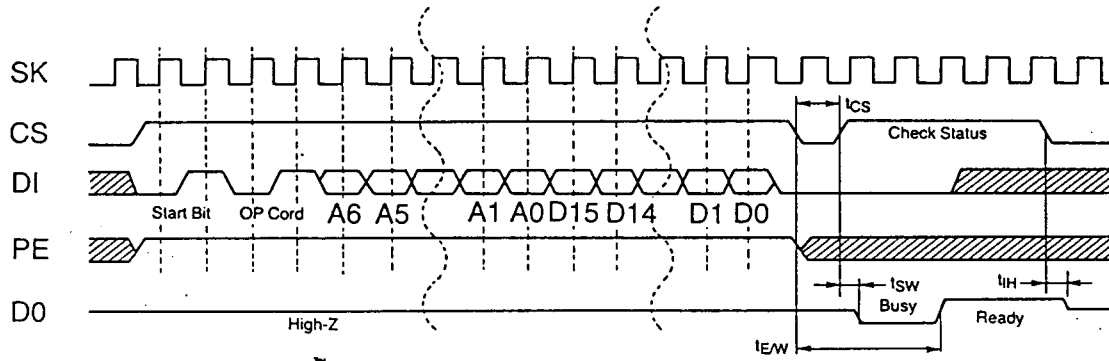 SK
CS
tCS
Check Status
DI
Start Bit OP Cord A6 A5 A1 A0 D15 D14 D1 D0
PE
tSW
tIH
D0
High-Z
Busy
Ready
tE/W